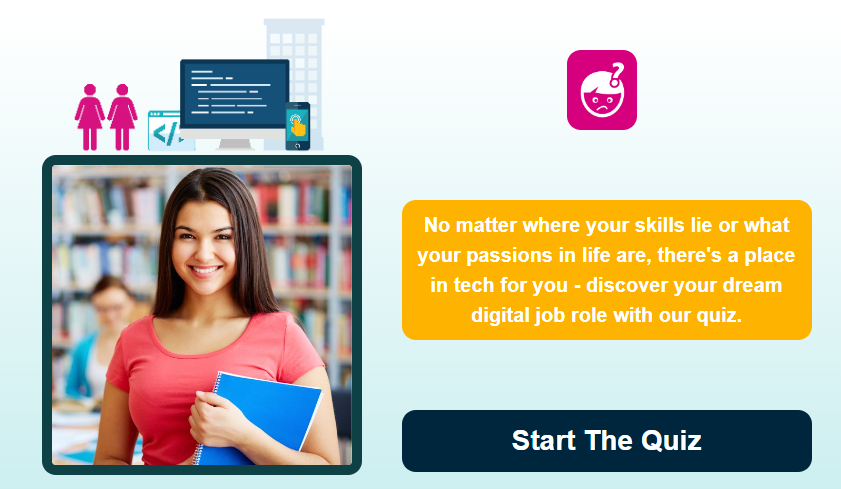 </>
?
No matter where your skills lie or what
your passions in life are, there's a place
in tech for you - discover your dream
digital job role with our quiz.
Start The Quiz